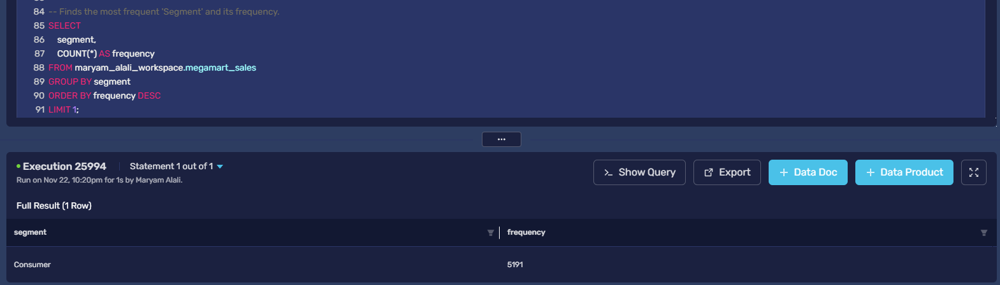 84 -- Finds the most frequent 'Segment' and its frequency.
85 SELECT
86 segment,
87 COUNT(*) AS frequency
88 FROM maryam_alali_workspace.megamart_sales
89 GROUP BY segment
90 ORDER BY frequency DESC
91 LIMIT 1;
...
Execution 25994 Statement 1 out of 1
Show Query Export + Data Doc + Data Product
Run on Nov 22, 10:20pm for 1s by Maryam Alali.
Full Result (1 Row)
segment frequency
Consumer 5191